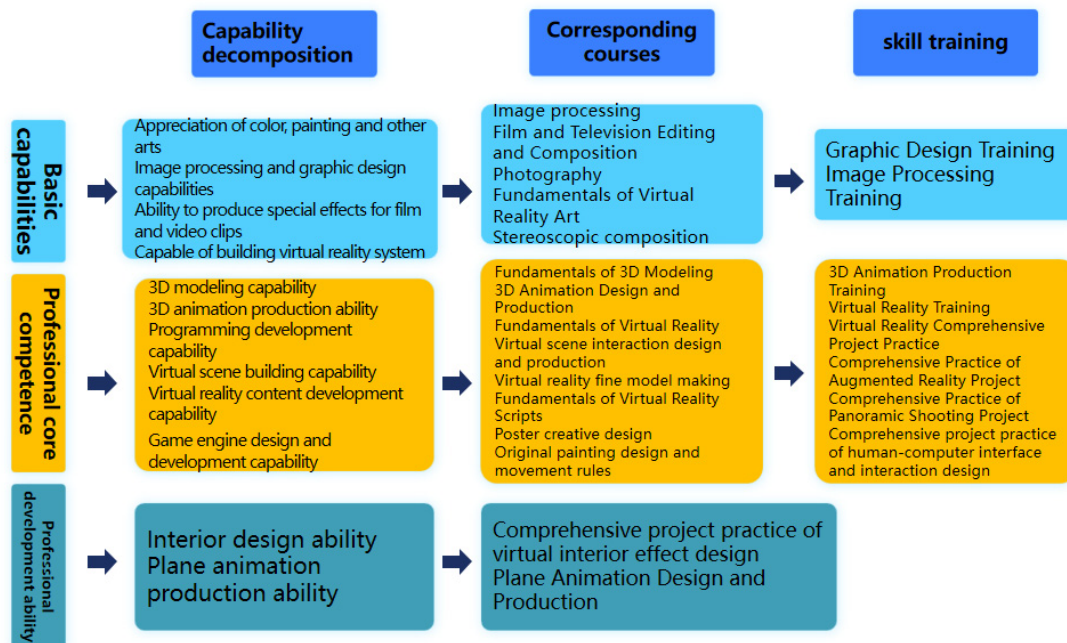 Capability
decomposition
Corresponding
courses
skill training
Basic
capabilities
Appreciation of color, painting and other
arts
Image processing and graphic design
capabilities
Ability to produce special effects for film
and video clips
Capable of building virtual reality system
Image processing
Film and Television Editing
and Composition
Photography
Fundamentals of Virtual
Reality Art
Stereoscopic composition
Graphic Design Training
Image Processing
Training
Professional core
competence
3D modeling capability
3D animation production ability
Programming development
capability
Virtual scene building capability
Virtual reality content development
capability
Game engine design and
development capability
Fundamentals of 3D Modeling
3D Animation Design and
Production
Fundamentals of Virtual Reality
Virtual scene interaction design
and production
Virtual reality fine model making
Fundamentals of Virtual Reality
Scripts
Poster creative design
Original painting design and
movement rules
3D Animation Production
Training
Virtual Reality Training
Virtual Reality Comprehensive
Project Practice
Comprehensive Practice of
Augmented Reality Project
Comprehensive Practice of
Panoramic Shooting Project
Comprehensive project practice
of human-computer interface
and interaction design
Professional
development ability
Interior design ability
Plane animation
production ability
Comprehensive project practice of
virtual interior effect design
Plane Animation Design and
Production